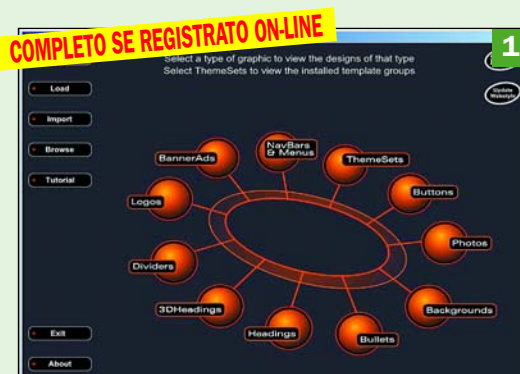 COMPLETO SE REGISTRATO ON-LINE
1
Select a type of graphic to view the designs of that type
Select ThemeSets to view the installed template groups
Update
Webstyle
Load
Import
Browse
Tutorial
NavBars
& Menus
BannerAds
ThemeSets
Logos
Buttons
Photos
Dividers
Backgrounds
3DHeadings
Headings
Bullets
Exit
About